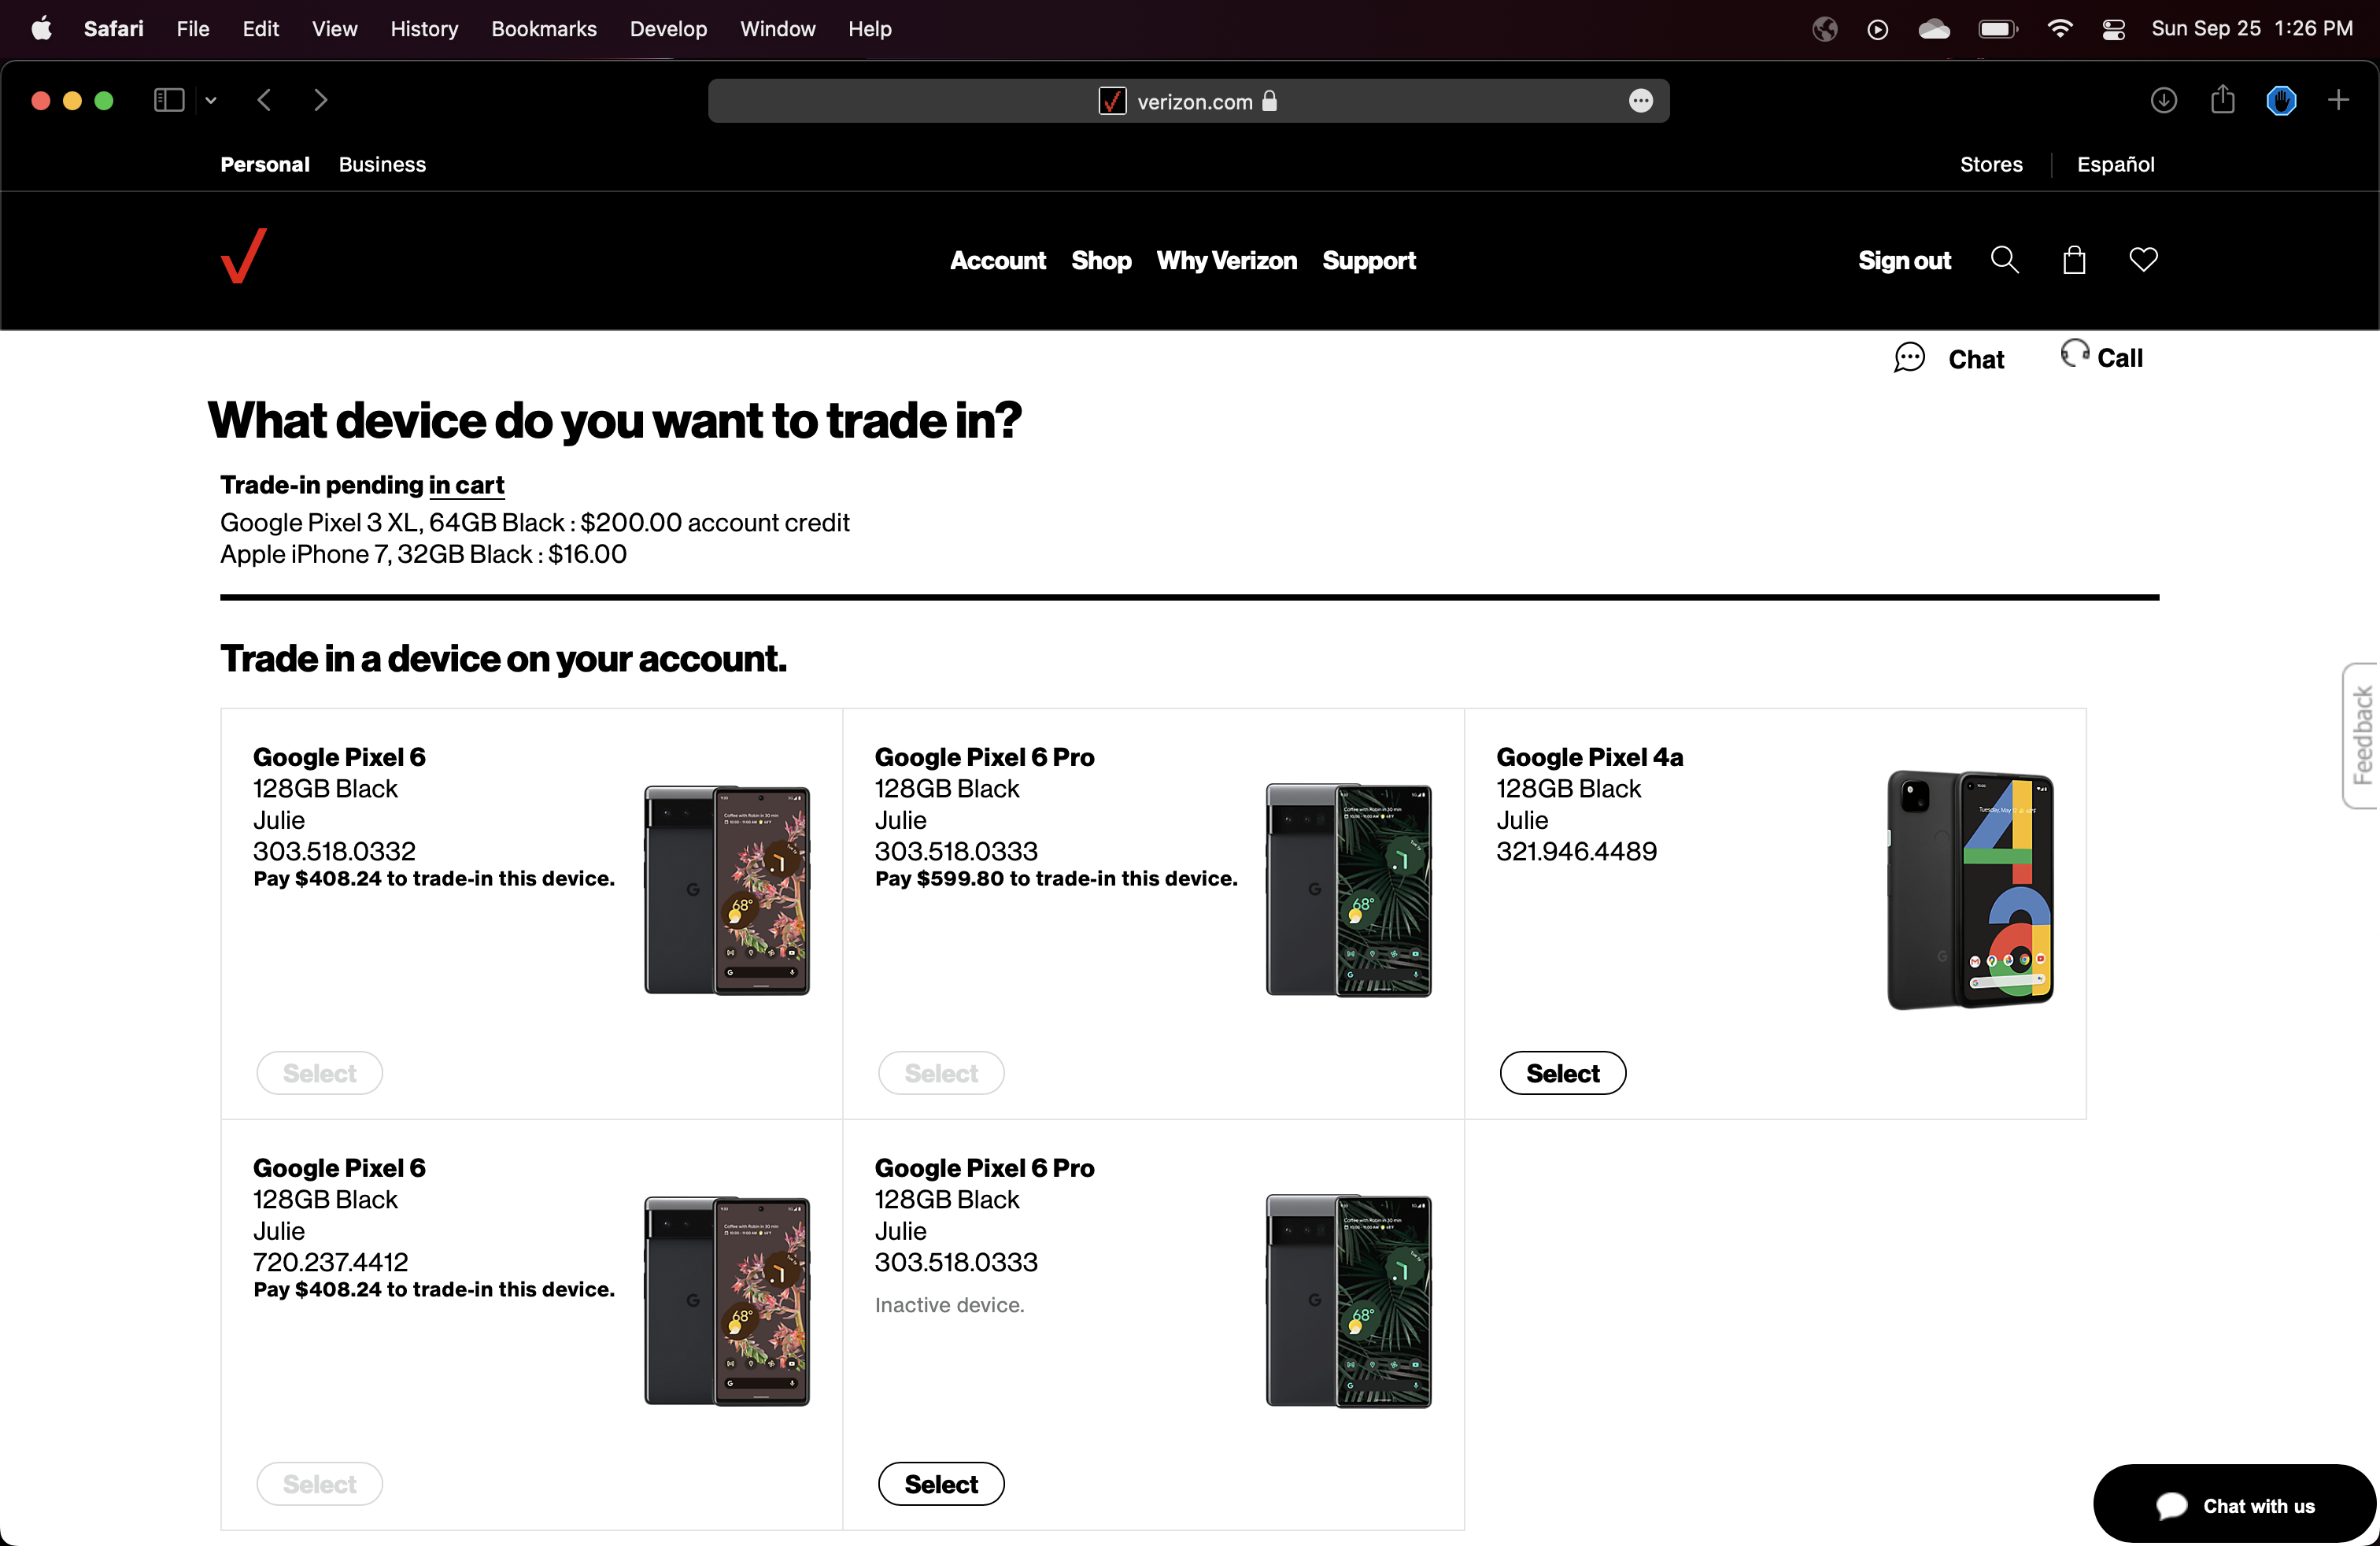 Safari File Edit View History Bookmarks Develop Window Help Sun Sep 25 1:26 PM
verizon.com
Personal Business Stores Español
Account Shop Why Verizon Support Sign out
Chat Call
What device do you want to trade in?
Trade-in pending in cart
Google Pixel 3 XL, 64GB Black : $200.00 account credit
Apple iPhone 7, 32GB Black : $16.00
Trade in a device on your account.
Feedback
Google Pixel 6
128GB Black
Julie
303.518.0332
Pay $408.24 to trade-in this device.
Select
Google Pixel 6 Pro
128GB Black
Julie
303.518.0333
Pay $599.80 to trade-in this device.
Select
Google Pixel 4a
128GB Black
Julie
321.946.4489
Select
Google Pixel 6
128GB Black
Julie
720.237.4412
Pay $408.24 to trade-in this device.
Select
Google Pixel 6 Pro
128GB Black
Julie
303.518.0333
Inactive device.
Select
Chat with us